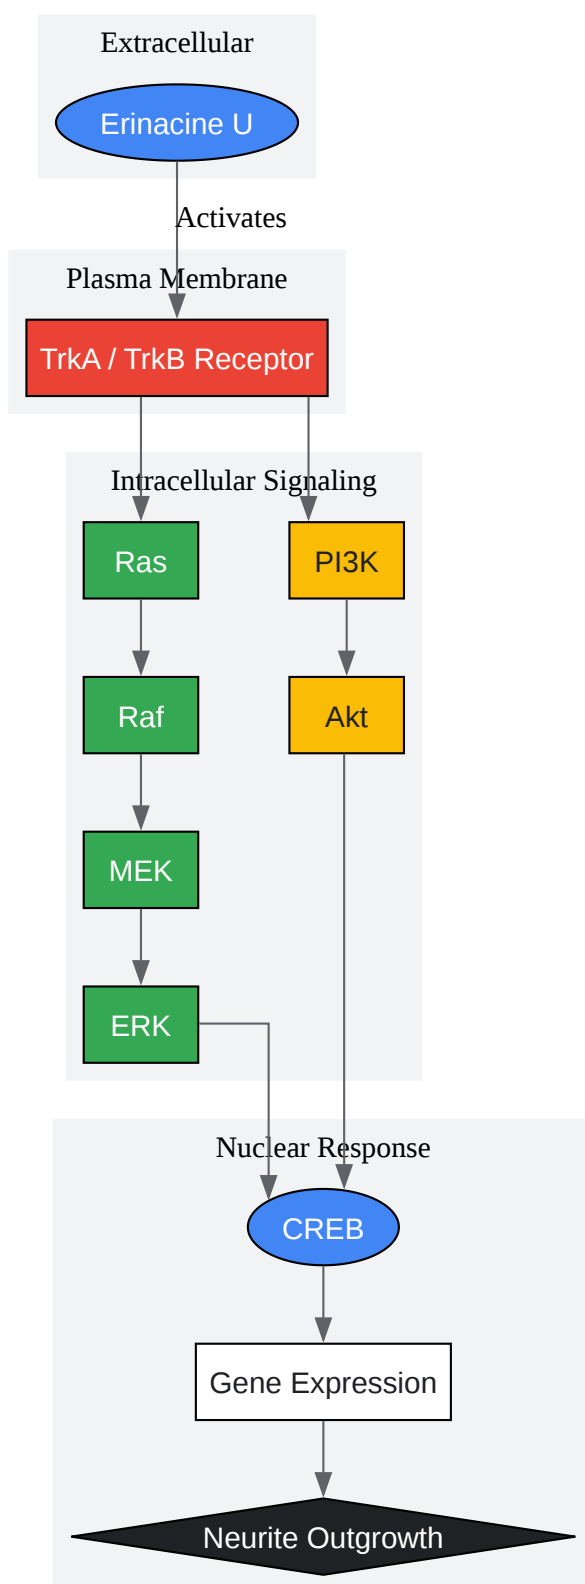 Extracellular
Erinacine U
Activates
Plasma Membrane
TrkA / TrkB Receptor
Intracellular Signaling
Ras
PI3K
Raf
Akt
MEK
ERK
Nuclear Response
CREB
Gene Expression
Neurite Outgrowth